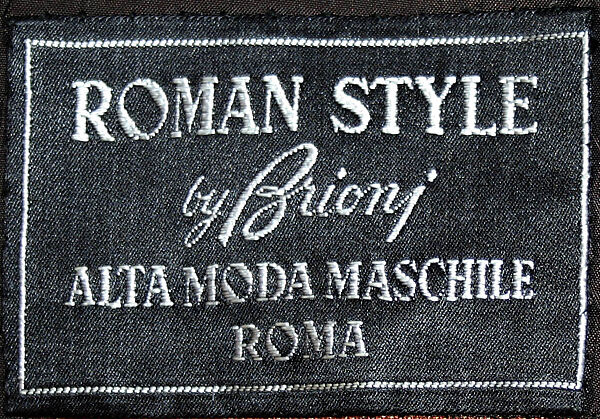 ROMAN STYLE
by Brioni
ALTA MODA MASCHILE
ROMA